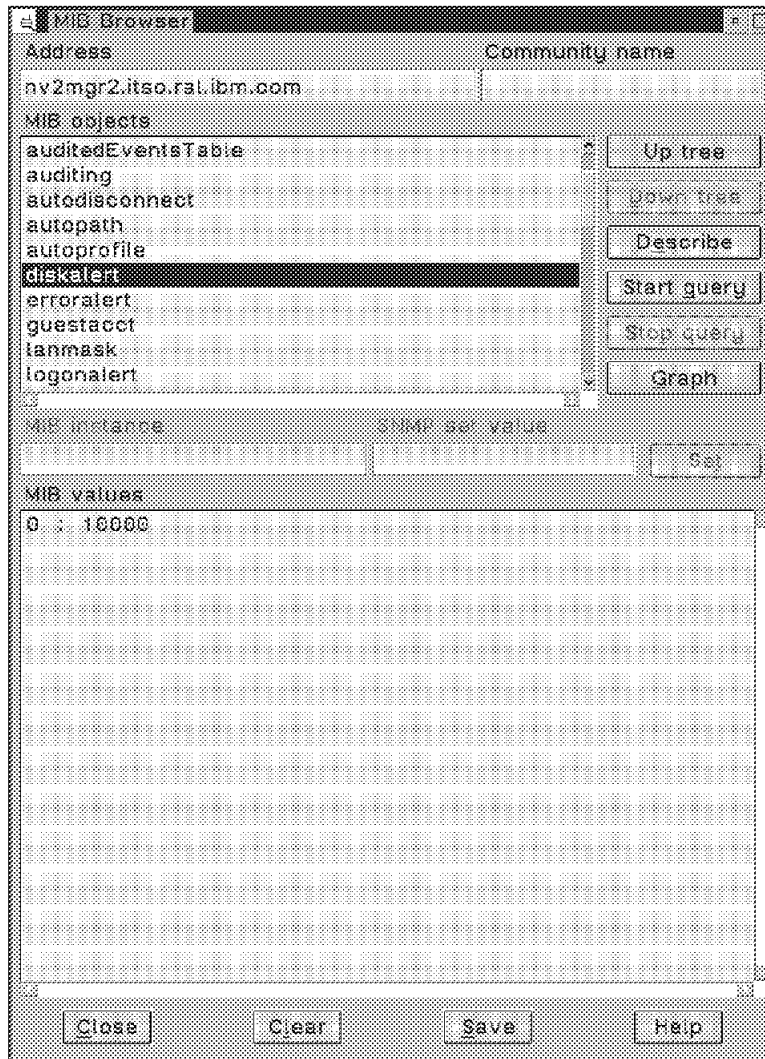 MIB Browser
Address Community name
nv2mgr2.itso.ral.ibm.com
MIB objects
auditedEventsTable
auditing
autodisconnect
autopath
autoprofile
diskalert
erroralert
guestacct
lanmask
logonalert
Up tree
Down tree
Describe
Start query
Stop query
Graph
MIB instance SNMP set value
Set
MIB values
0 : 10000
Close Clear Save Help